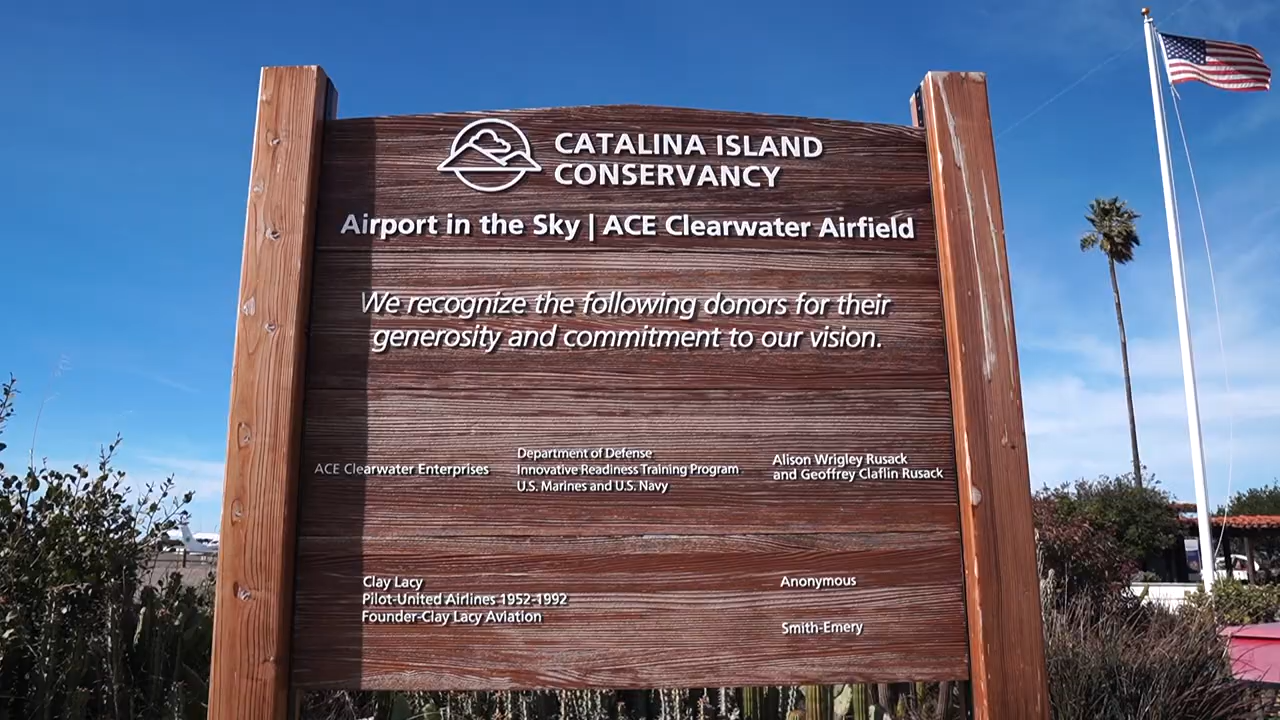 CATALINA ISLAND
CONSERVANCY
Airport in the Sky | ACE Clearwater Airfield
We recognize the following donors for their
generosity and commitment to our vision.
ACE Clearwater Enterprises
Department of Defense
Innovative Readiness Training Program
U.S. Marines and U.S. Navy
Alison Wrigley Rusack
and Geoffrey Claflin Rusack
Clay Lacy
Pilot-United Airlines 1952-1992
Founder-Clay Lacy Aviation
Anonymous
Smith-Emery